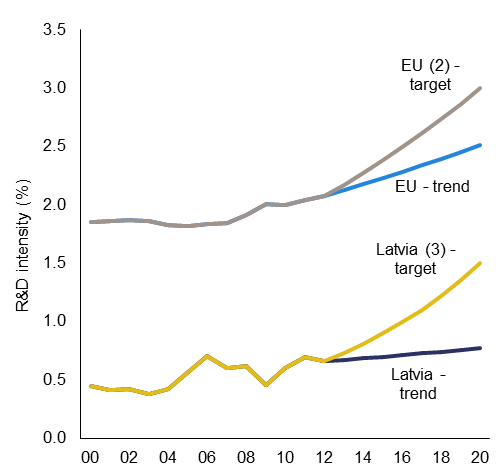 3.5
3.0
2.5
2.0
1.5
1.0
0.5
0.0
R&D intensity (%)
EU (2) -
target
EU - trend
Latvia (3) -
target
Latvia -
trend
00 02 04 06 08 10 12 14 16 18 20